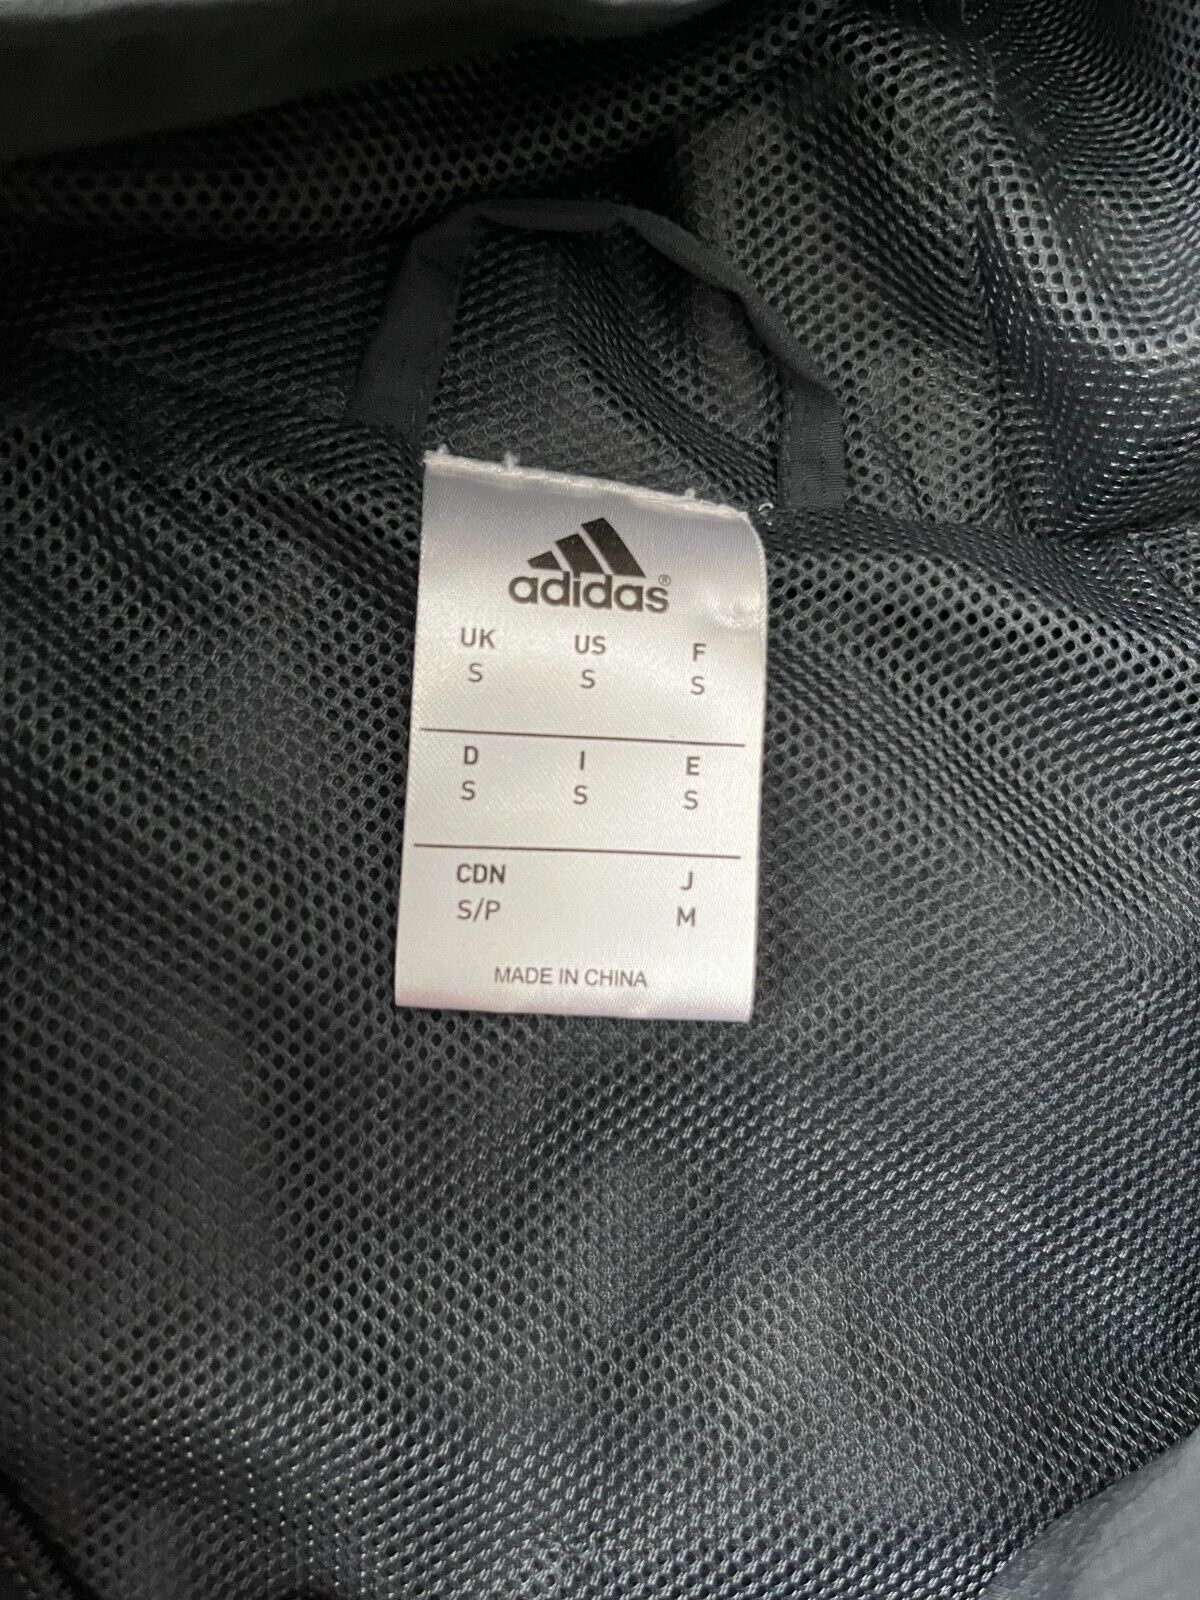 adidas®
UK US F
S S S
D I E
S S S
CDN J
S/P M
MADE IN CHINA